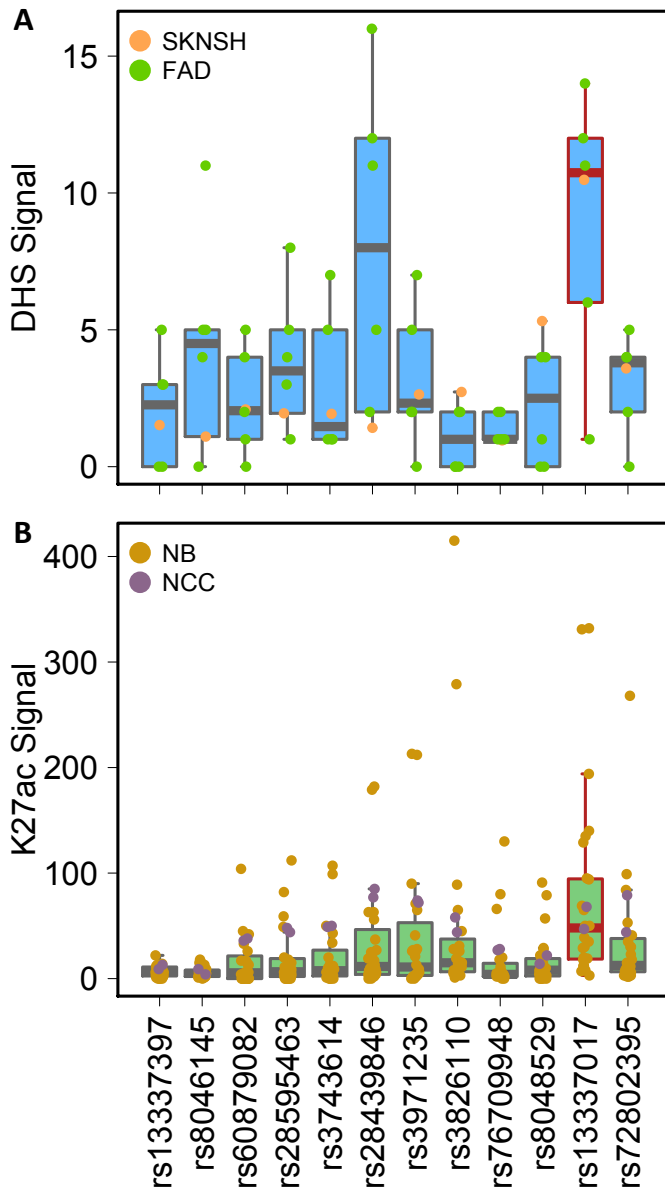 A
SKNSH
FAD
DHS Signal
15
10
5
0
B
NB
NCC
K27ac Signal
400
300
200
100
0
rs13337397
rs8046145
rs60879082
rs28595463
rs3743614
rs28439846
rs3971235
rs3826110
rs76709948
rs8048529
rs13337017
rs72802395